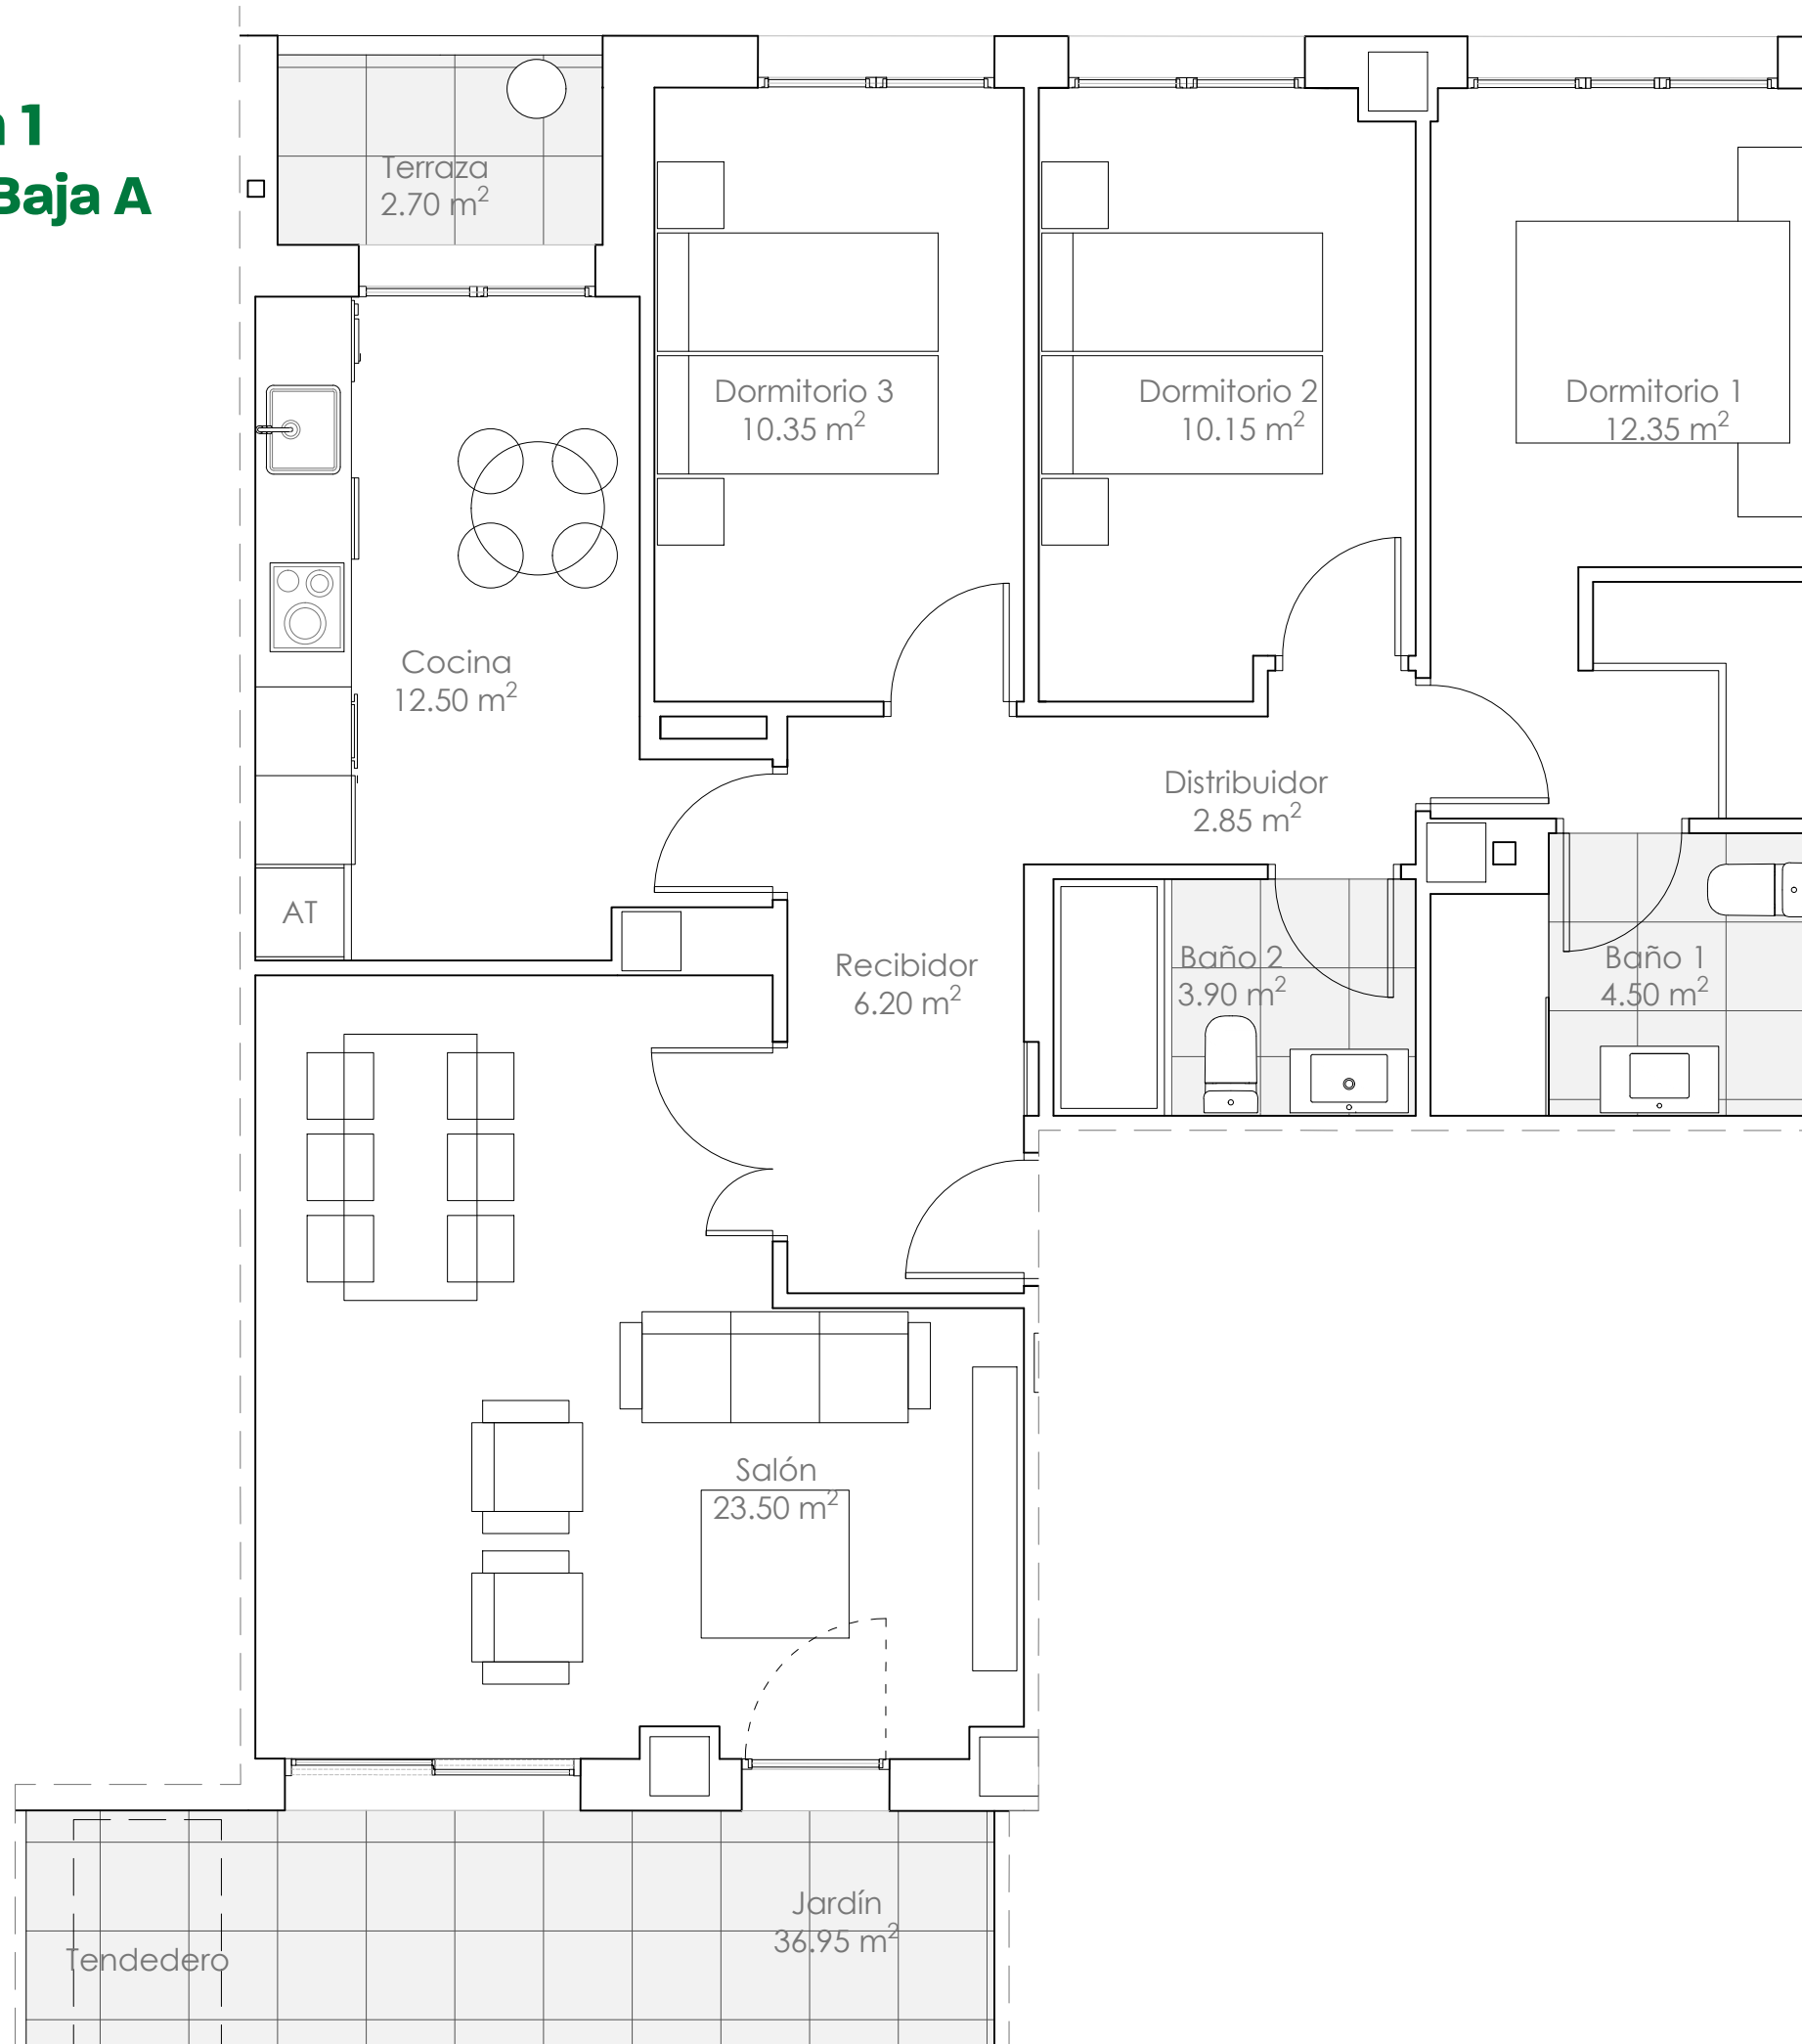 1
Baja A
Terraza
2.70 m²
Dormitorio 3
10.35 m²
Dormitorio 2
10.15 m²
Dormitorio 1
12.35 m²
Cocina
12.50 m²
Distribuidor
2.85 m²
AT
Recibidor
6.20 m²
Baño 2
3.90 m²
Baño 1
4.50 m²
Salón
23.50 m²
Jardín
36.95 m²
Tendedero